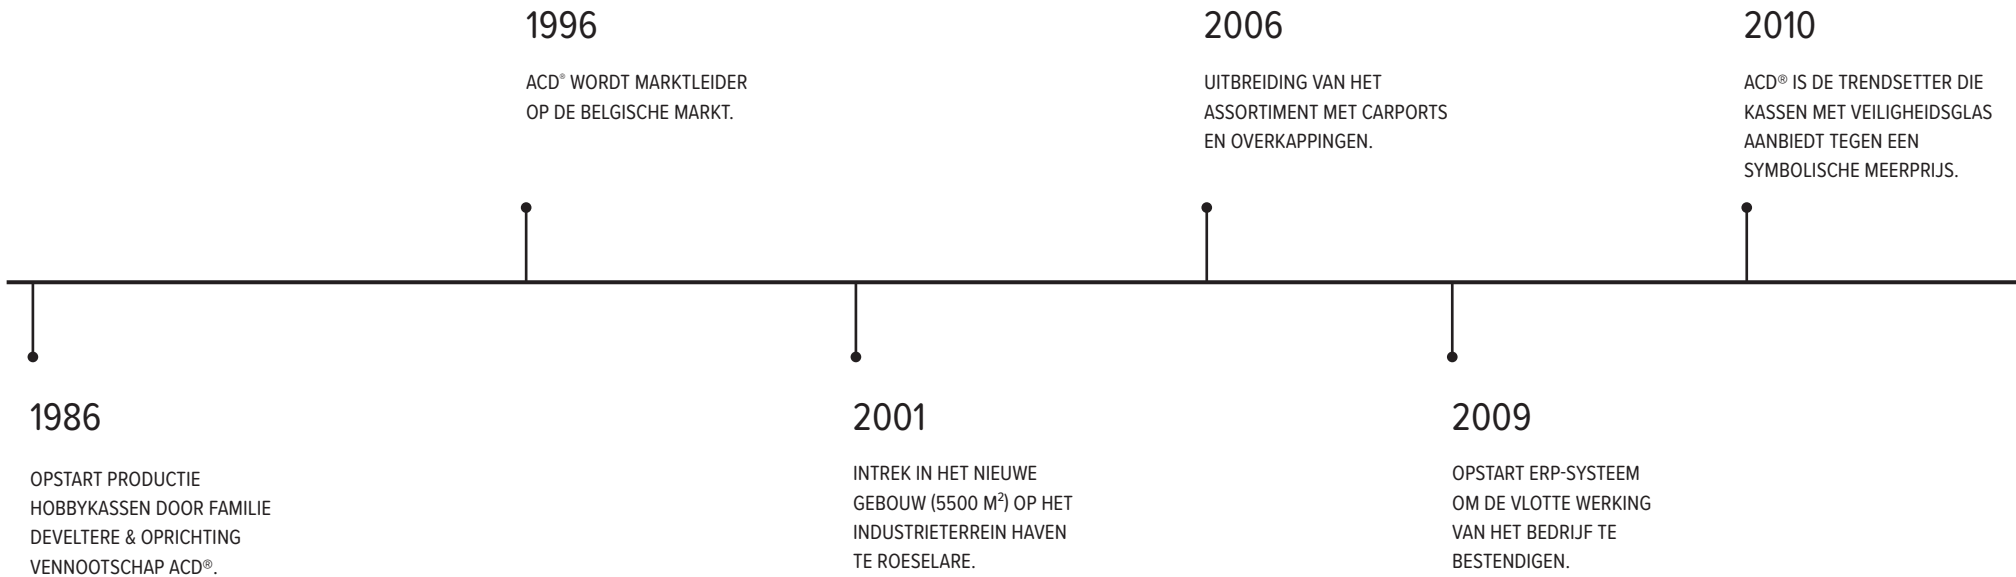 1996
ACD® WORDT MARKTLEIDER
OP DE BELGISCHE MARKT.
2006
UITBREIDING VAN HET
ASSORTIMENT MET CARPORTS
EN OVERKAPPINGEN.
2010
ACD® IS DE TRENDSETTER DIE
KASSEN MET VEILIGHEIDSGLAS
AANBIEDT TEGEN EEN
SYMBOLISCHE MEERPRIJS.
1986
OPSTART PRODUCTIE
HOBBYKASSEN DOOR FAMILIE
DEVELTERE & OPRICHTING
VENNOOTSCHAP ACD®.
2001
INTREK IN HET NIEUWE
GEBOUW (5500 M²) OP HET
INDUSTRIETERREIN HAVEN
TE ROESELARE.
2009
OPSTART ERP-SYSTEEM
OM DE VLOTTE WERKING
VAN HET BEDRIJF TE
BESTENDIGEN.